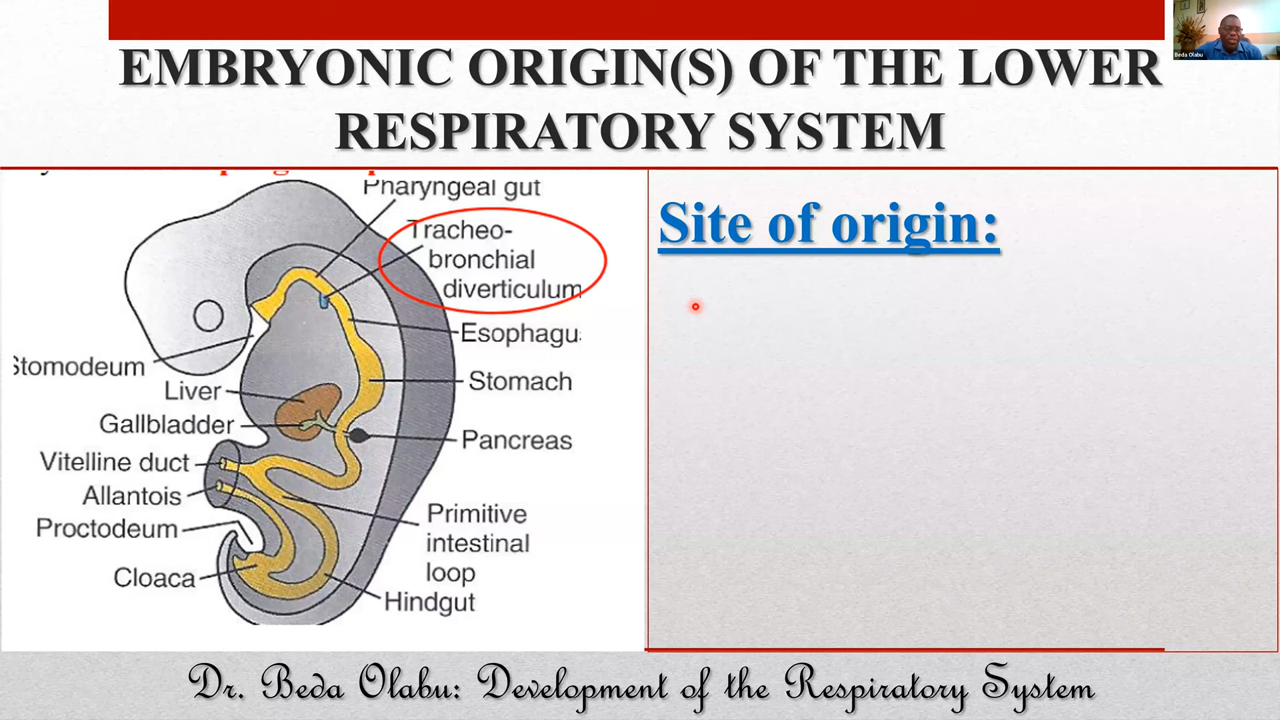 EMBRYONIC ORIGIN(S) OF THE LOWER
RESPIRATORY SYSTEM
Beda Olabu
Pharyngeal gut
Tracheo-
bronchial
diverticulum
Esophagu
Stomach
Pancreas
Primitive
intestinal
loop
Hindgut
Stomodeum
Liver
Gallbladder
Vitelline duct
Allantois
Proctodeum
Cloaca
Site of origin:
Dr. Beda Olabu: Development of the Respiratory System